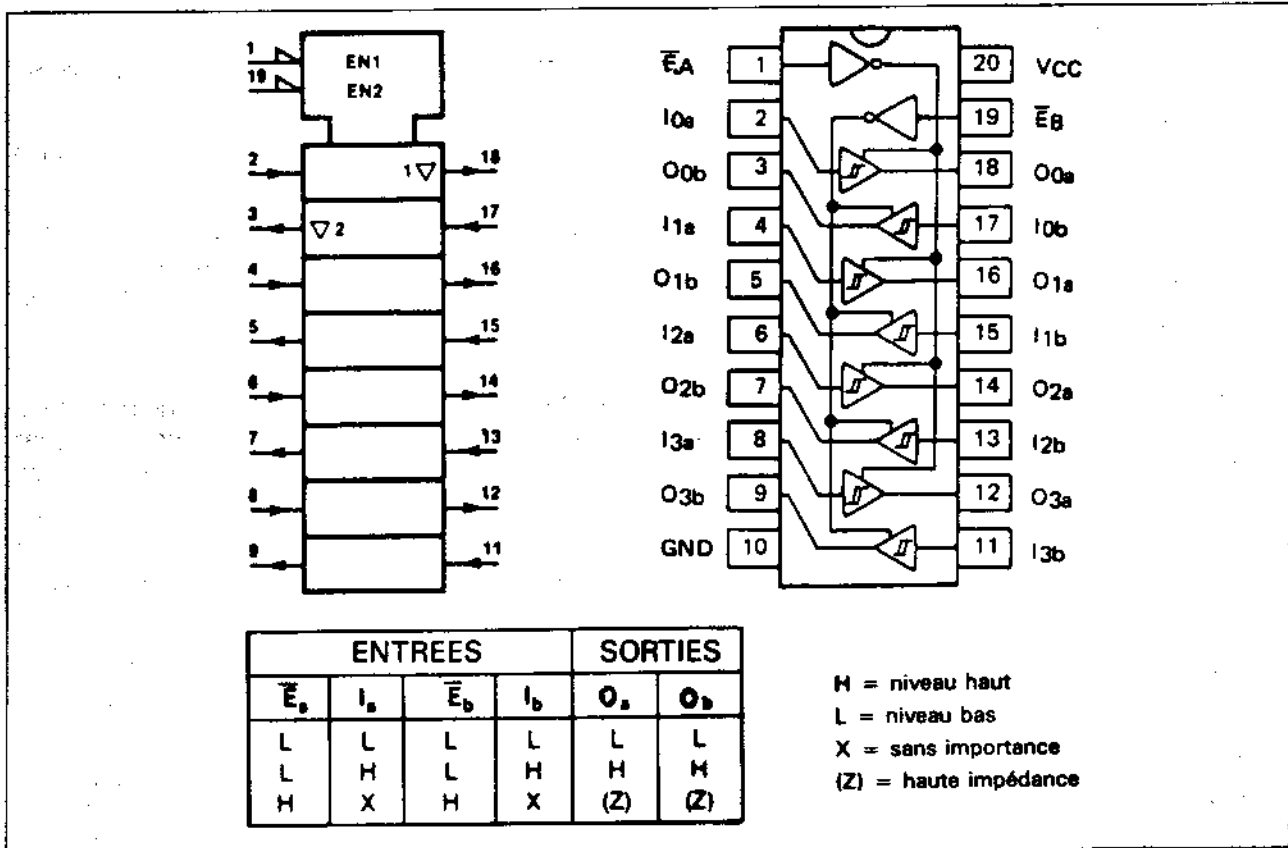 1
19
EN1
EN2
2
1 ▽
18
3
▽ 2
17
4
16
5
15
6
14
7
13
8
12
9
11
ĒA 1 20 VCC
I0a 2 19 ĒB
O0b 3 18 O0a
I1a 4 17 I0b
O1b 5 16 O1a
I2a 6 15 I1b
O2b 7 14 O2a
I3a 8 13 I2b
O3b 9 12 O3a
GND 10 11 I3b
ENTREES SORTIES
Ēa Ia Ēb Ib Oa Ob
L L L L L L
L H L H H H
H X H X (Z) (Z)
H = niveau haut
L = niveau bas
X = sans importance
(Z) = haute impédance